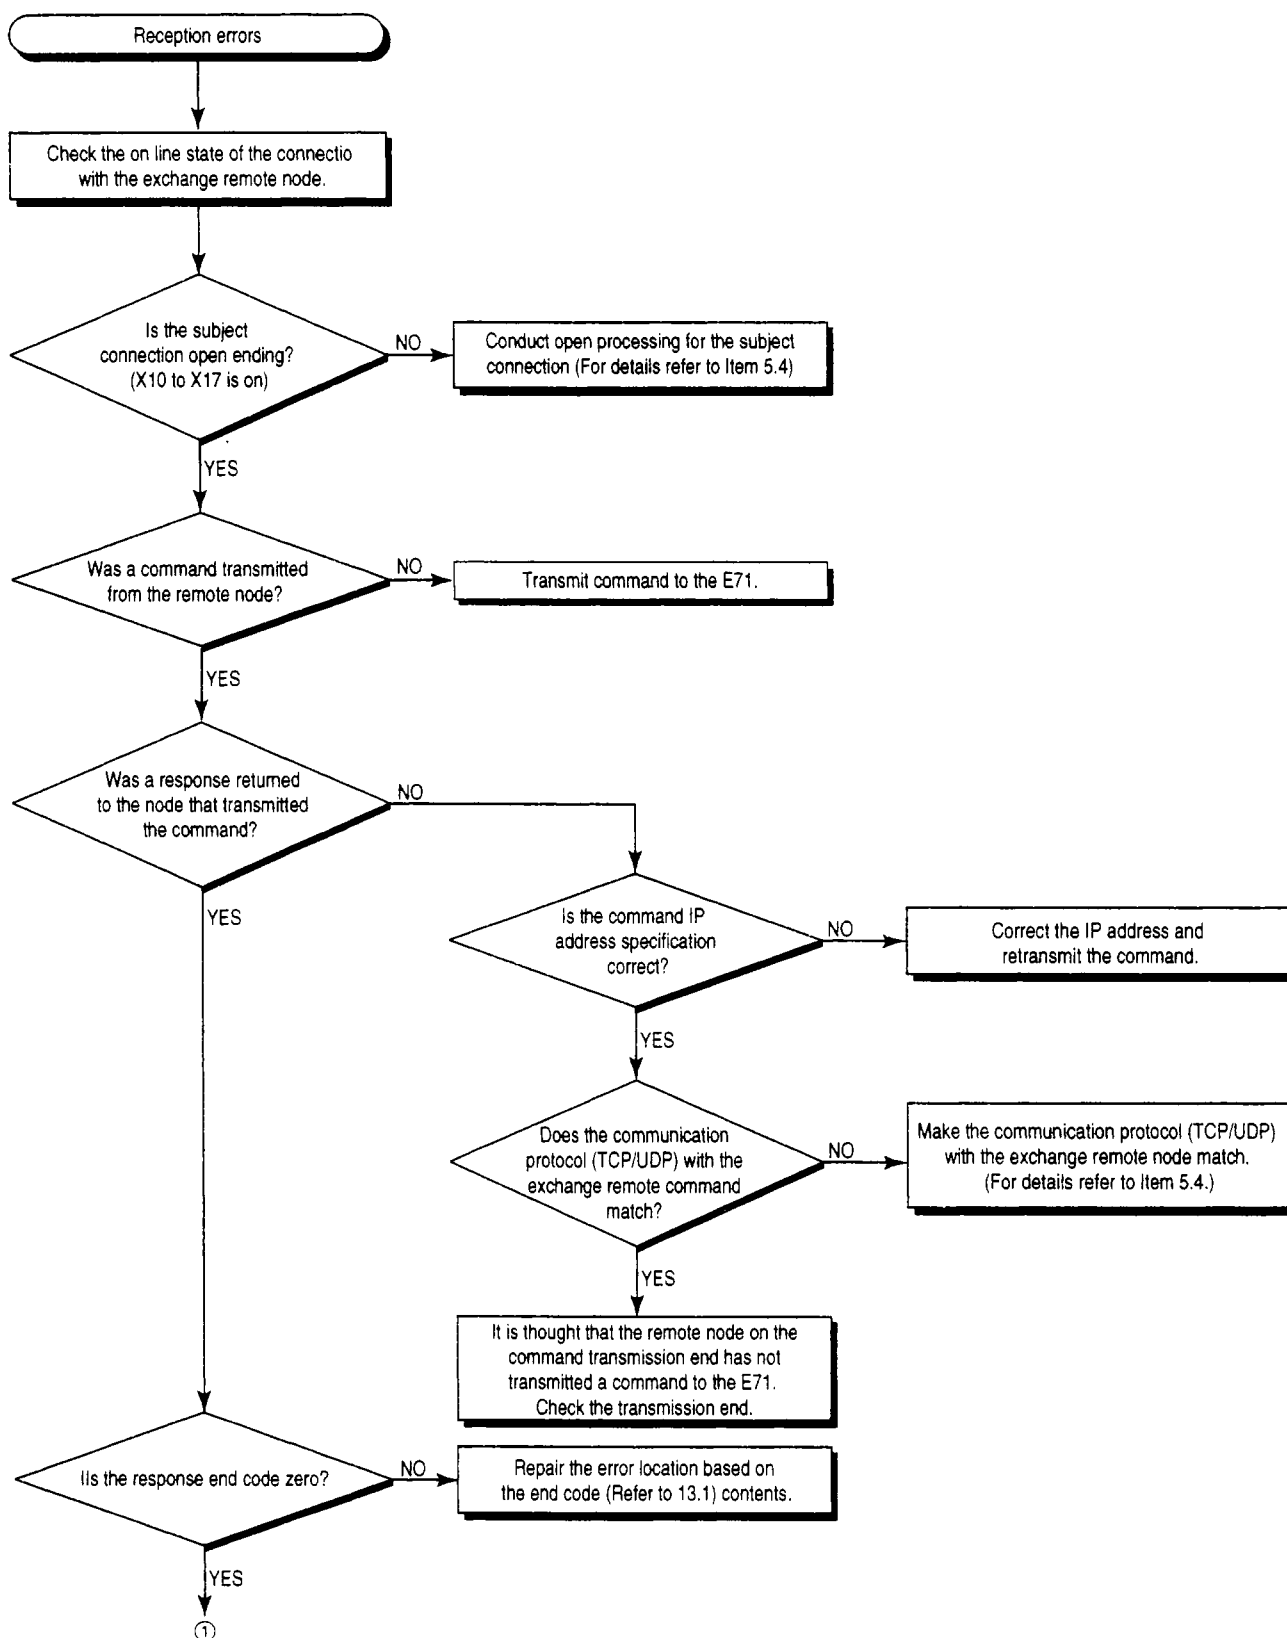 Reception errors
Check the on line state of the connectio
with the exchange remote node.
Is the subject
connection open ending?
(X10 to X17 is on)
NO
Conduct open processing for the subject
connection (For details refer to Item 5.4)
YES
Was a command transmitted
from the remote node?
NO
Transmit command to the E71.
YES
Was a response returned
to the node that transmitted
the command?
NO
YES
Is the command IP
address specification
correct?
NO
Correct the IP address and
retransmit the command.
YES
Does the communication
protocol (TCP/UDP) with the
exchange remote command
match?
NO
Make the communication protocol (TCP/UDP)
with the exchange remote node match.
(For details refer to Item 5.4.)
YES
It is thought that the remote node on the
command transmission end has not
transmitted a command to the E71.
Check the transmission end.
IIs the response end code zero?
NO
Repair the error location based on
the end code (Refer to 13.1) contents.
YES
①